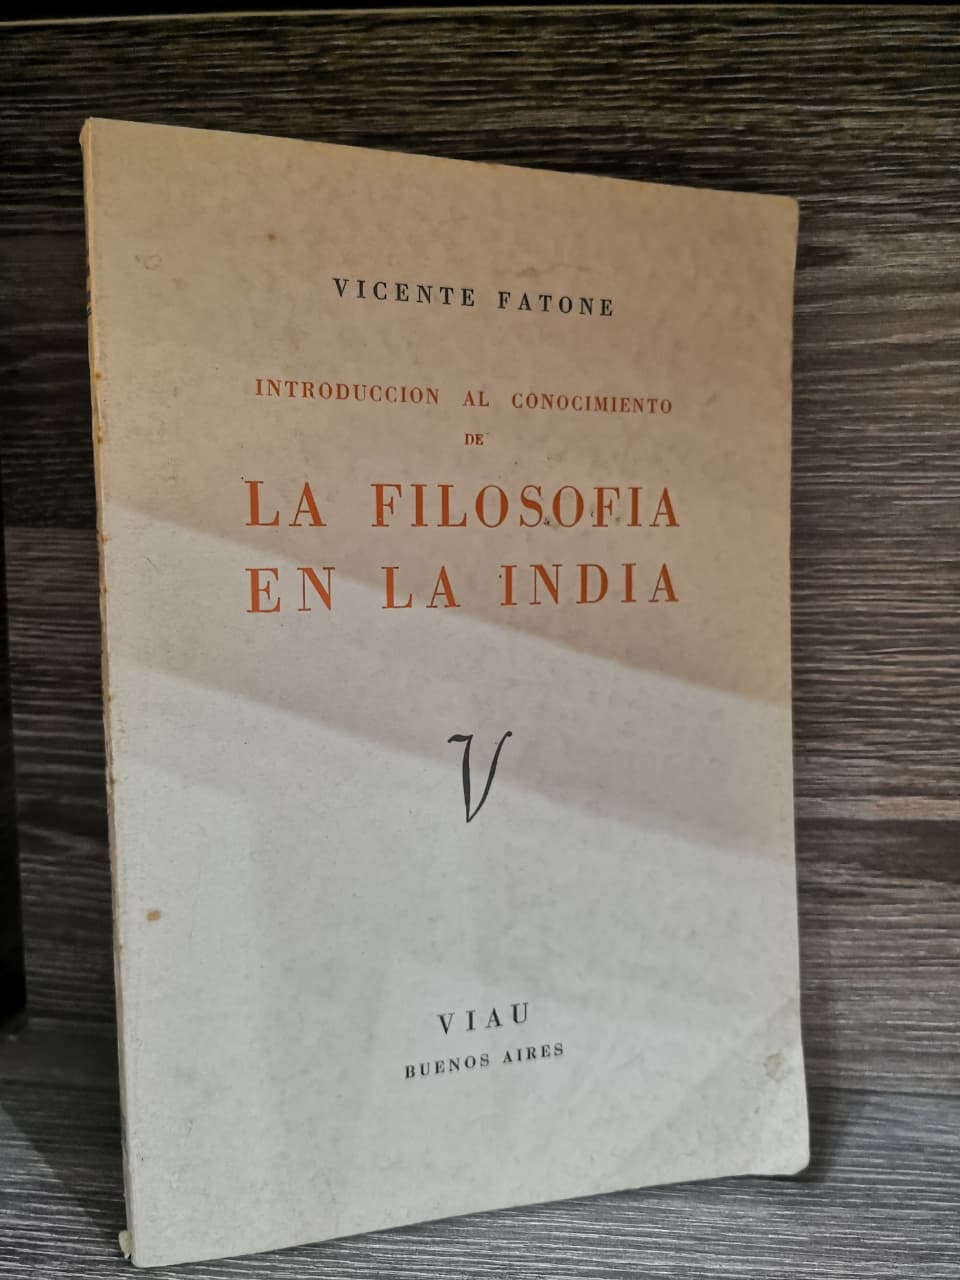 VICENTE FATONE
INTRODUCCION AL CONOCIMIENTO
DE
LA FILOSOFIA
EN LA INDIA
V
VIAU
BUENOS AIRES